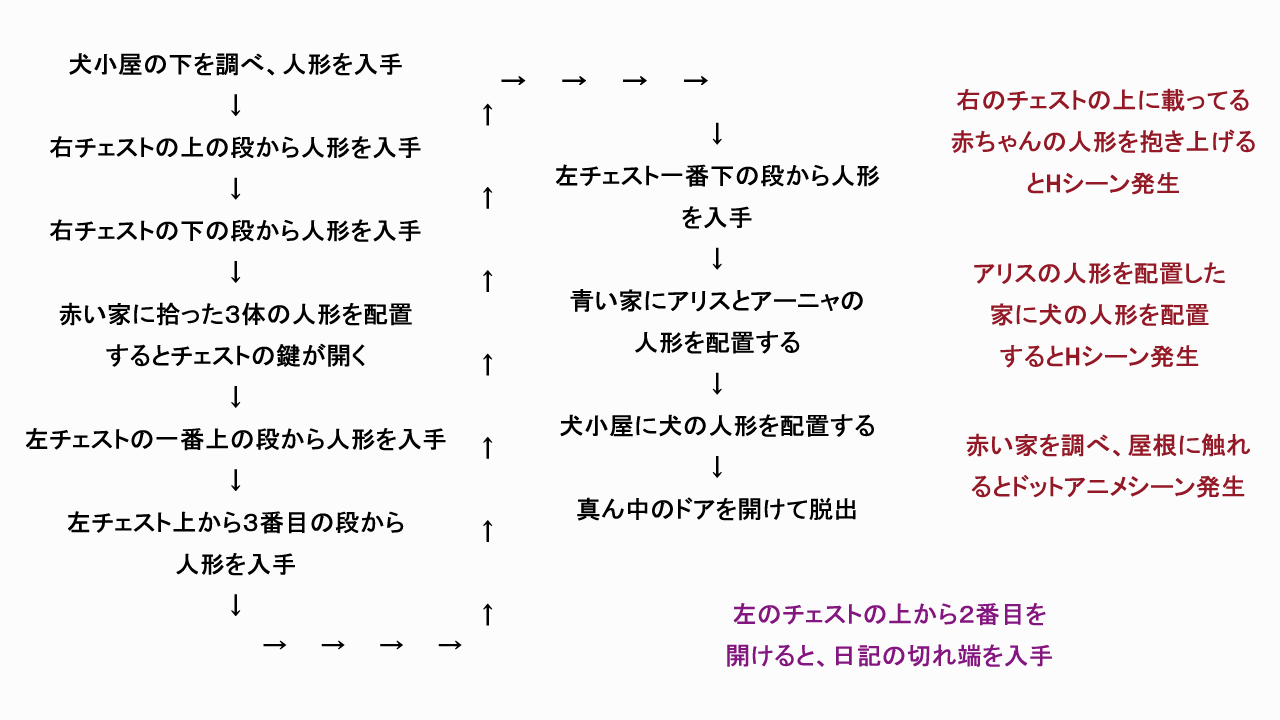 犬小屋の下を調べ、人形を入手
↓
右チェストの上の段から人形を入手
↓
右チェストの下の段から人形を入手
↓
赤い家に拾った3体の人形を配置
するとチェストの鍵が開く
↓
左チェストの一番上の段から人形を入手
↓
左チェスト上から3番目の段から
人形を入手
↓
→ → → →
↑
↑
↑
↑
↑
↑
↑
→ → → →
↓
左チェスト一番下の段から人形
を入手
↓
青い家にアリスとアーニャの
人形を配置する
↓
犬小屋に犬の人形を配置する
↓
真ん中のドアを開けて脱出
右のチェストの上に載ってる
赤ちゃんの人形を抱き上げる
とHシーン発生
アリスの人形を配置した
家に犬の人形を配置
するとHシーン発生
赤い家を調べ、屋根に触れ
るとドットアニメシーン発生
左のチェストの上から2番目を
開けると、日記の切れ端を入手